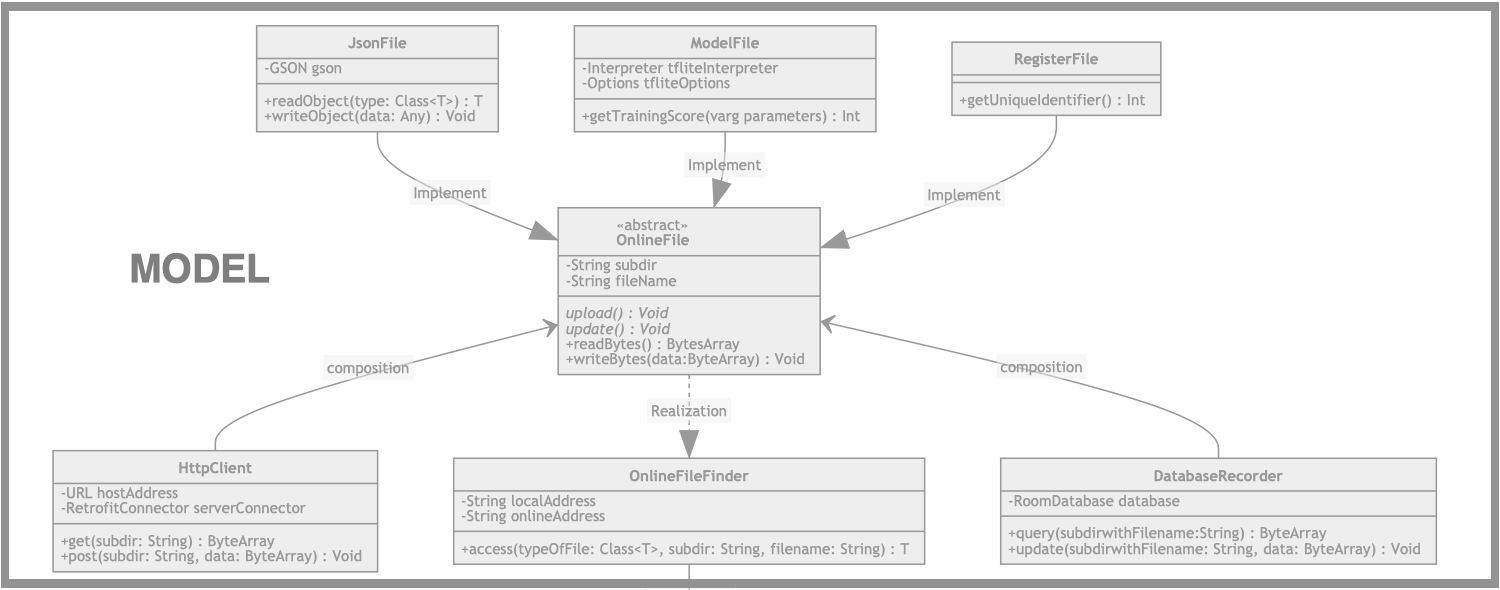 JsonFile
-GSON gson
+readObject(type: Class<T>) : T
+writeObject(data: Any) : Void
ModelFile
-Interpreter tfliteInterpreter
-Options tfliteOptions
+getTrainingScore(varg parameters) : Int
RegisterFile
+getUniqueIdentifier() : Int
Implement
Implement
Implement
MODEL
«abstract»
OnlineFile
-String subdir
-String fileName
upload() : Void
update() : Void
+readBytes() : BytesArray
+writeBytes(data:ByteArray) : Void
composition
composition
Realization
HttpClient
-URL hostAddress
-RetrofitConnector serverConnector
+get(subdir: String) : ByteArray
+post(subdir: String, data: ByteArray) : Void
OnlineFileFinder
-String localAddress
-String onlineAddress
+access(typeOfFile: Class<T>, subdir: String, filename: String) : T
DatabaseRecorder
-RoomDatabase database
+query(subdirwithFilename:String) : ByteArray
+update(subdirwithFilename: String, data: ByteArray) : Void